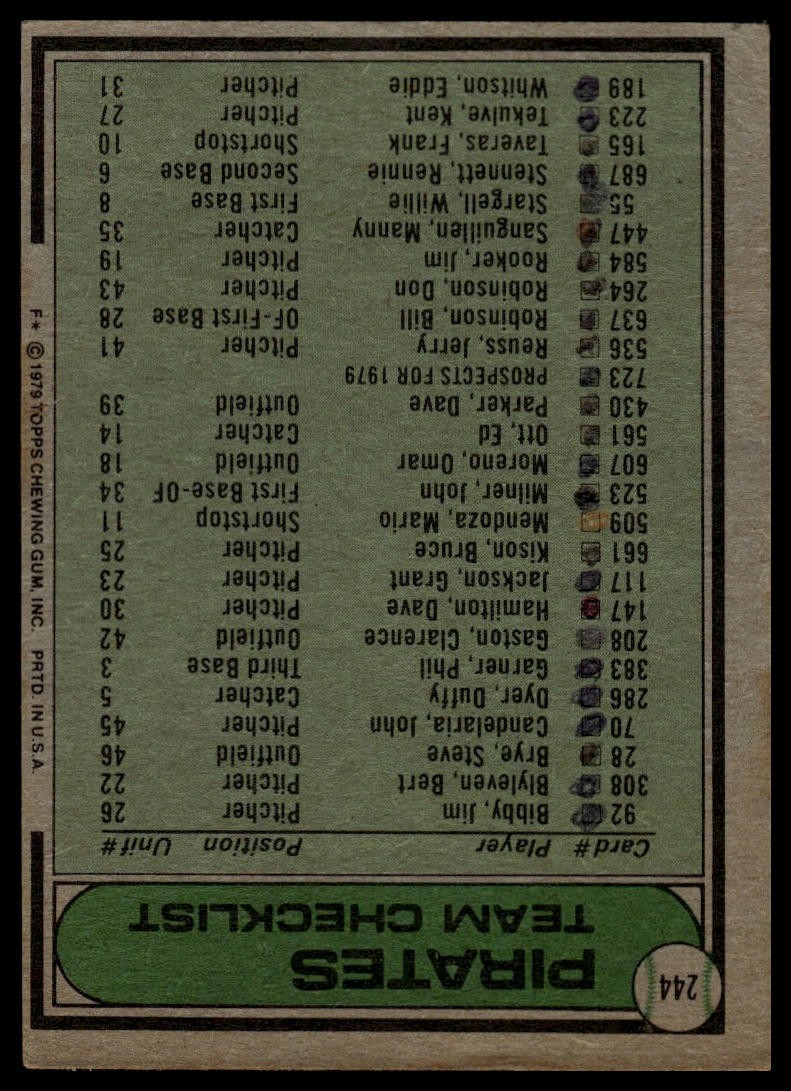 244
PIRATES
TEAM CHECKLIST
Card# Player Position Unif#
92 Bibby, Jim Pitcher 26
308 Blyleven, Bert Pitcher 22
28 Brye, Steve Outfield 46
70 Candelaria, John Pitcher 45
286 Dyer, Duffy Catcher 5
383 Garner, Phil Third Base 3
208 Gaston, Clarence Outfield 42
147 Hamilton, Dave Pitcher 30
117 Jackson, Grant Pitcher 23
661 Kison, Bruce Pitcher 25
509 Mendoza, Mario Shortstop 11
523 Milner, John First Base-OF 34
607 Moreno, Omar Outfield 18
561 Ott, Ed Catcher 14
430 Parker, Dave Outfield 39
723 PROSPECTS FOR 1979
536 Reuss, Jerry Pitcher 41
637 Robinson, Bill OF-First Base 28
264 Robinson, Don Pitcher 43
584 Rooker, Jim Pitcher 19
447 Sanguillen, Manny Catcher 35
55 Stargell, Willie First Base 8
687 Stennett, Rennie Second Base 6
165 Taveras, Frank Shortstop 10
223 Tekulve, Kent Pitcher 27
189 Whitson, Eddie Pitcher 31
F* © 1979 TOPPS CHEWING GUM, INC. PRTD. IN U.S.A.